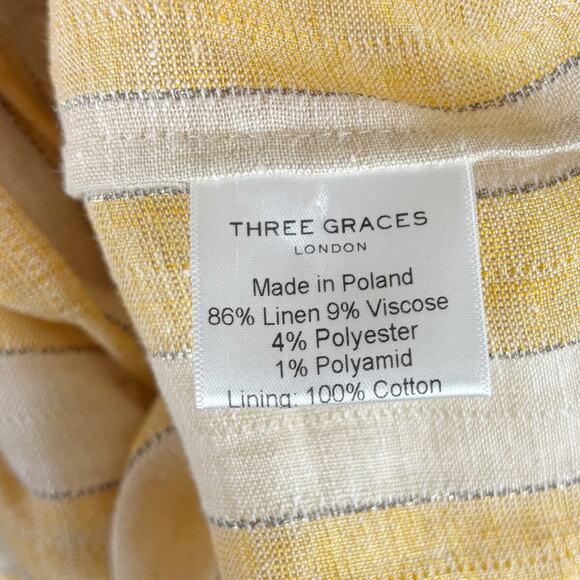 THREE GRACES
LONDON
Made in Poland
86% Linen 9% Viscose
4% Polyester
1% Polyamid
Lining: 100% Cotton